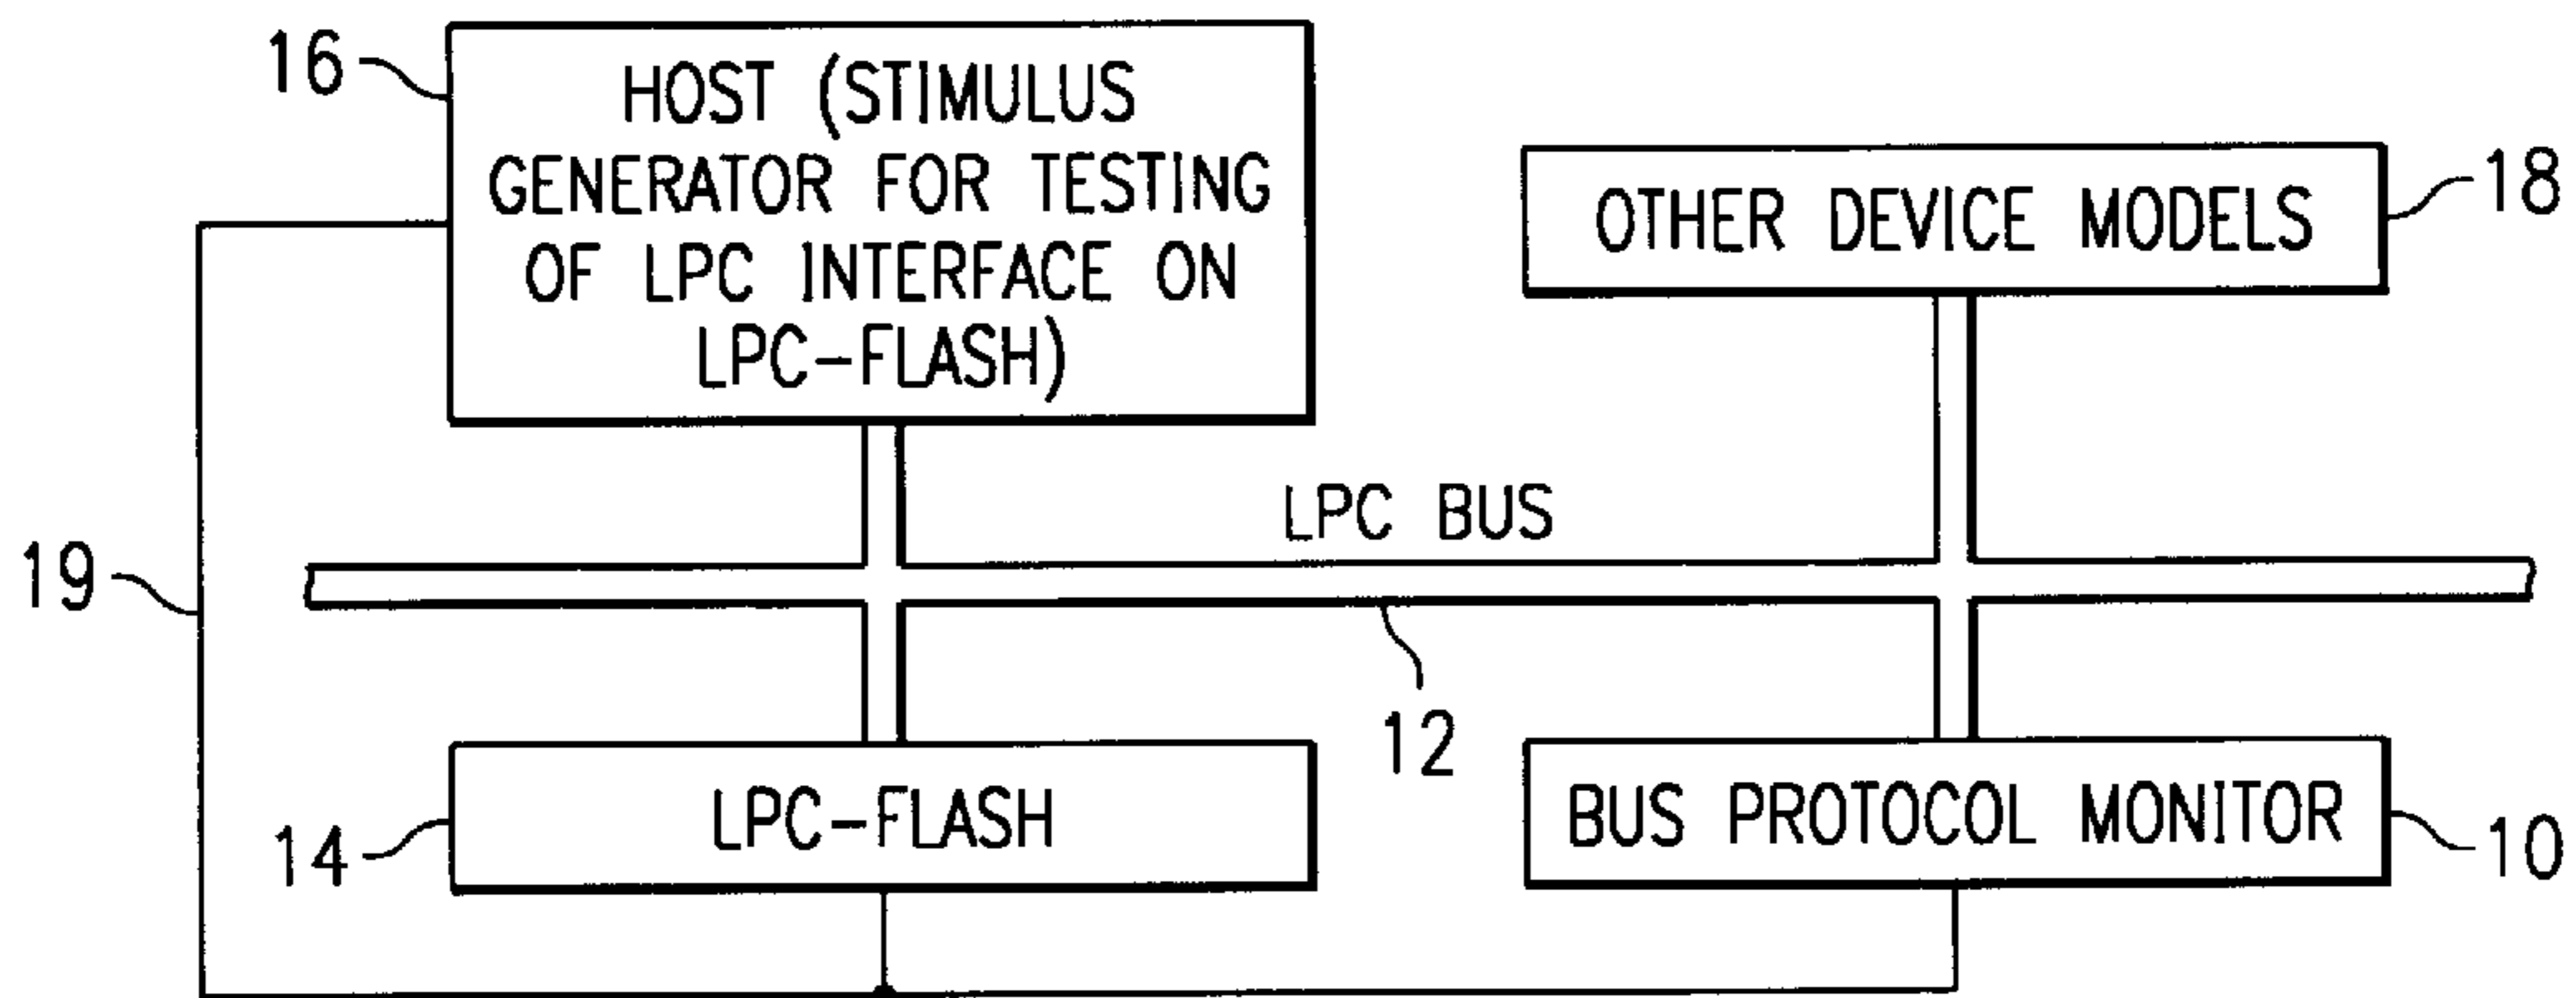 16
HOST (STIMULUS
GENERATOR FOR TESTING
OF LPC INTERFACE ON
LPC-FLASH)
OTHER DEVICE MODELS
18
LPC BUS
19
12
14
LPC-FLASH
BUS PROTOCOL MONITOR
10